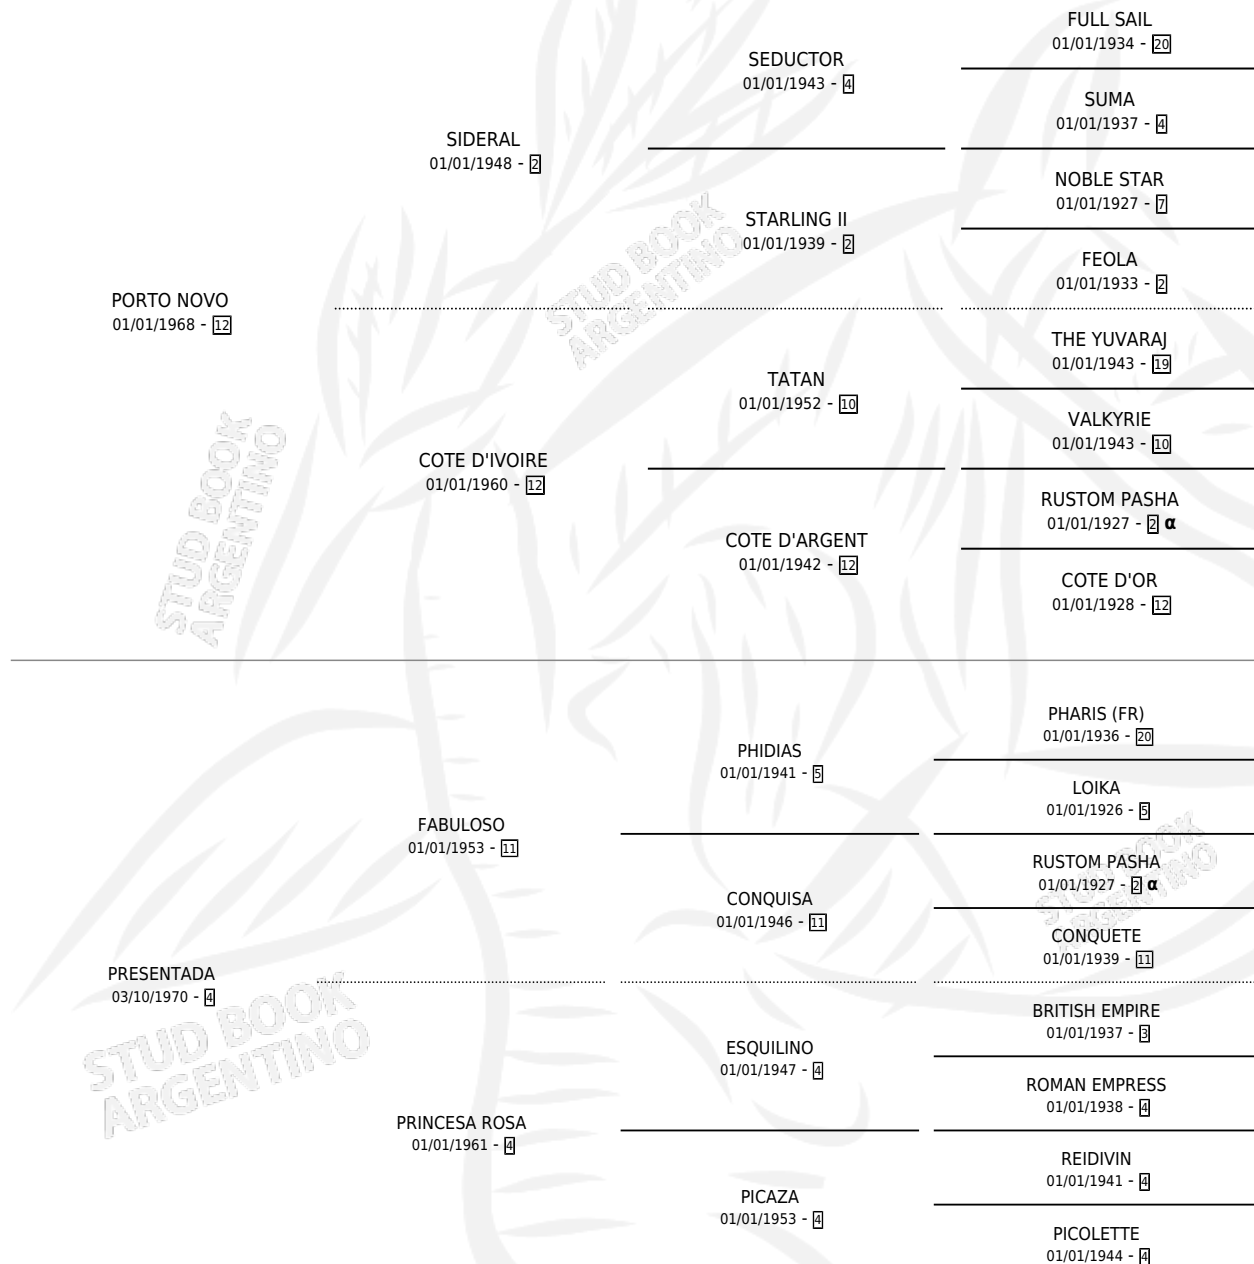 FULL SAIL
01/01/1934 - 20
SEDUCTOR
01/01/1943 - 4
SUMA
01/01/1937 - 4
SIDERAL
01/01/1948 - 2
NOBLE STAR
01/01/1927 - 7
STARLING II
01/01/1939 - 2
FEOLA
01/01/1933 - 2
PORTO NOVO
01/01/1968 - 12
THE YUVARAJ
01/01/1943 - 19
TATAN
01/01/1952 - 10
VALKYRIE
01/01/1943 - 10
COTE D'IVOIRE
01/01/1960 - 12
RUSTOM PASHA
01/01/1927 - 2 α
COTE D'ARGENT
01/01/1942 - 12
COTE D'OR
01/01/1928 - 12
STUD BOOK
ARGENTINO
STUD BOOK
ARGENTINO
PHARIS (FR)
01/01/1936 - 20
PHIDIAS
01/01/1941 - 5
LOIKA
01/01/1926 - 5
FABULOSO
01/01/1953 - 11
RUSTOM PASHA
01/01/1927 - 2 α
CONQUISA
01/01/1946 - 11
CONQUETE
01/01/1939 - 11
PRESENTADA
03/10/1970 - 4
BRITISH EMPIRE
01/01/1937 - 3
ESQUILINO
01/01/1947 - 4
ROMAN EMPRESS
01/01/1938 - 4
PRINCESA ROSA
01/01/1961 - 4
REIDIVIN
01/01/1941 - 4
PICAZA
01/01/1953 - 4
PICOLETTE
01/01/1944 - 4
STUD BOOK
ARGENTINO
STUD BOOK
ARGENTINO